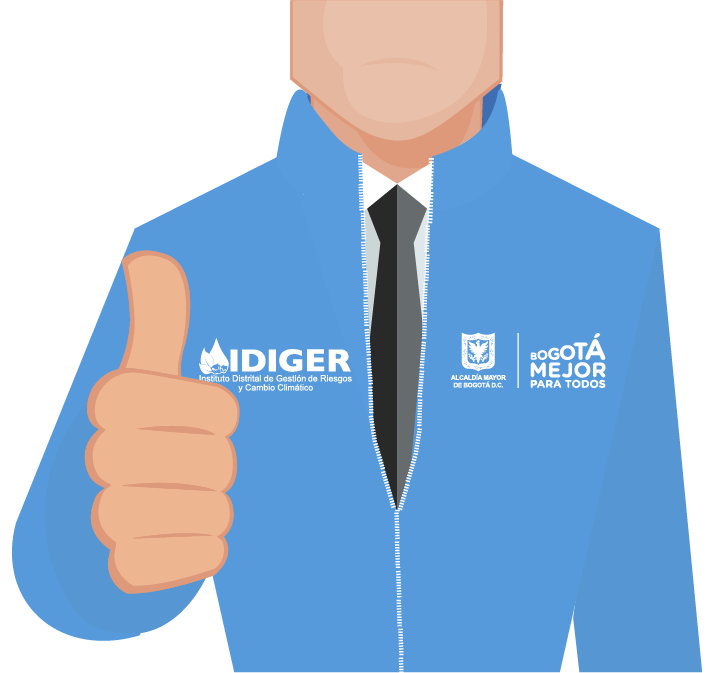 IDIGER
Instituto Distrital de Gestión de Riesgos
y Cambio Climático
ALCALDÍA MAYOR
DE BOGOTÁ D.C.
BOGOTÁ
MEJOR
PARA TODOS